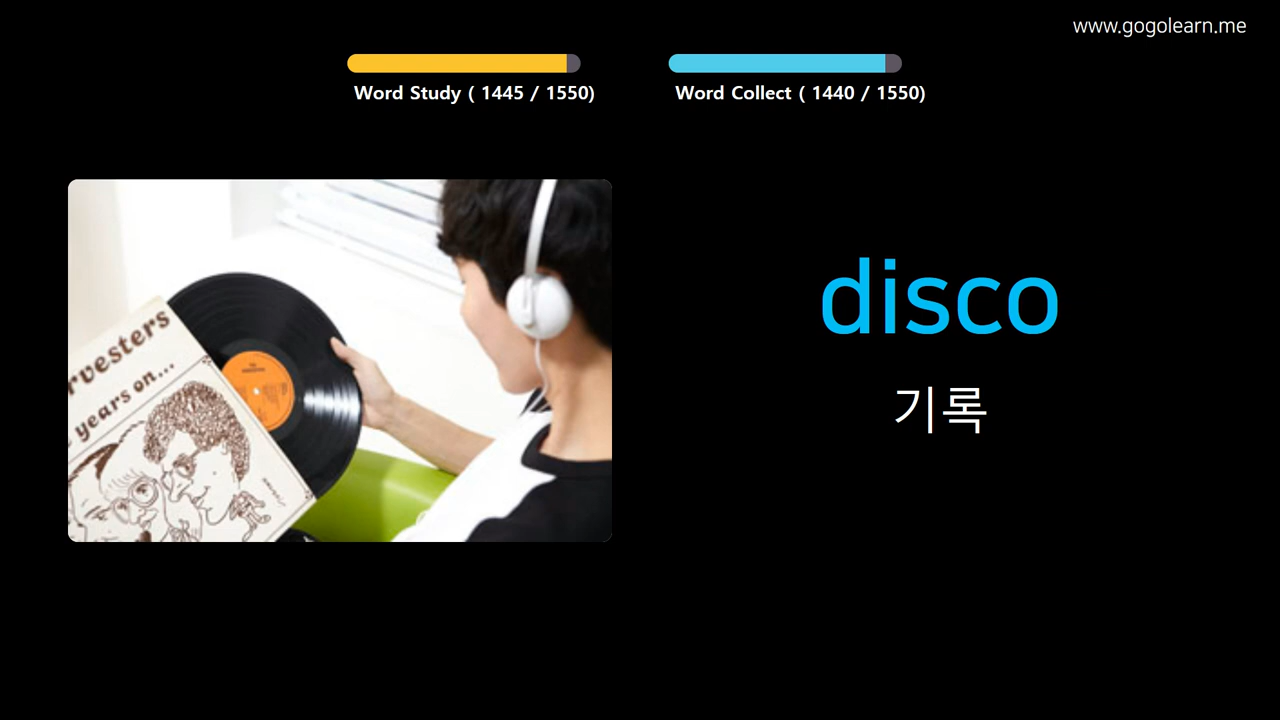 www.gogolearn.me
Word Study ( 1445 / 1550)
Word Collect ( 1440 / 1550)
rvesters
years on...
disco
기록